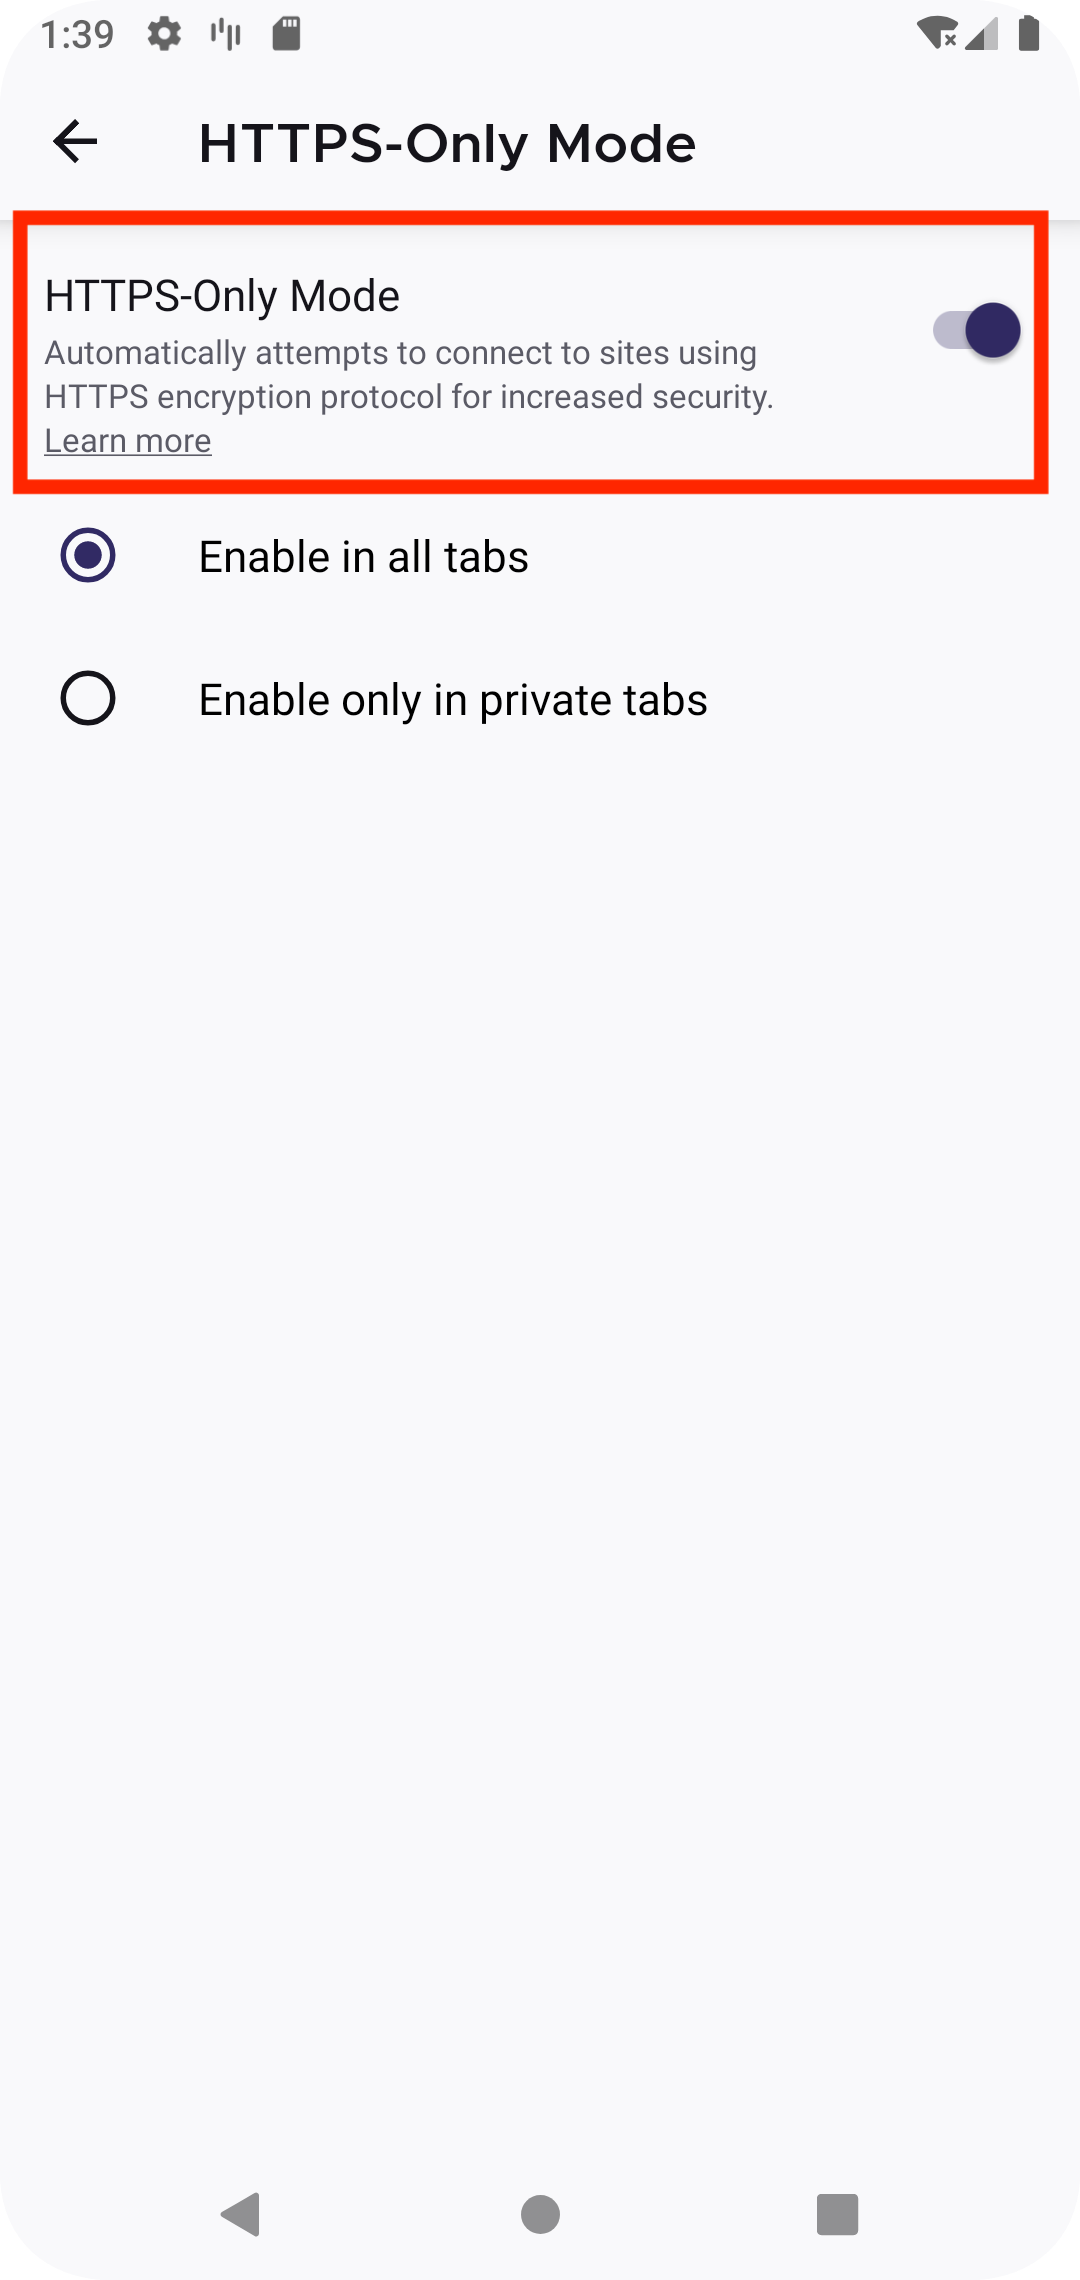 1:39
HTTPS-Only Mode
HTTPS-Only Mode
Automatically attempts to connect to sites using
HTTPS encryption protocol for increased security.
Learn more
Enable in all tabs
Enable only in private tabs